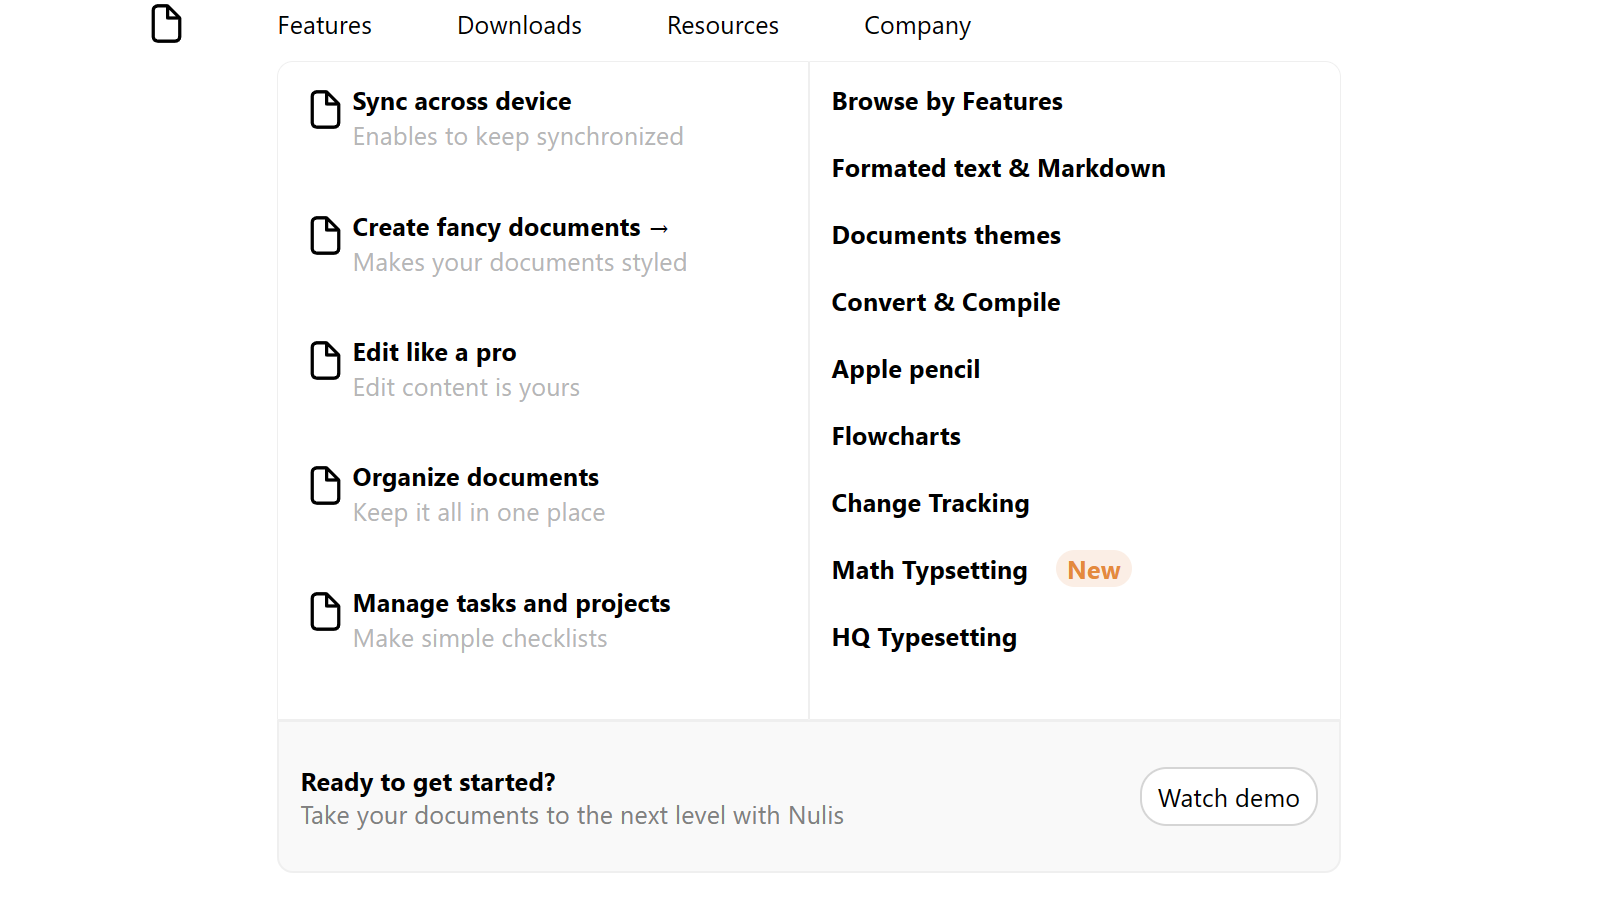 Features
Downloads
Resources
Company
Sync across device
Enables to keep synchronized
Create fancy documents →
Makes your documents styled
Edit like a pro
Edit content is yours
Organize documents
Keep it all in one place
Manage tasks and projects
Make simple checklists
Browse by Features
Formated text & Markdown
Documents themes
Convert & Compile
Apple pencil
Flowcharts
Change Tracking
Math Typsetting New
HQ Typesetting
Ready to get started?
Take your documents to the next level with Nulis
Watch demo